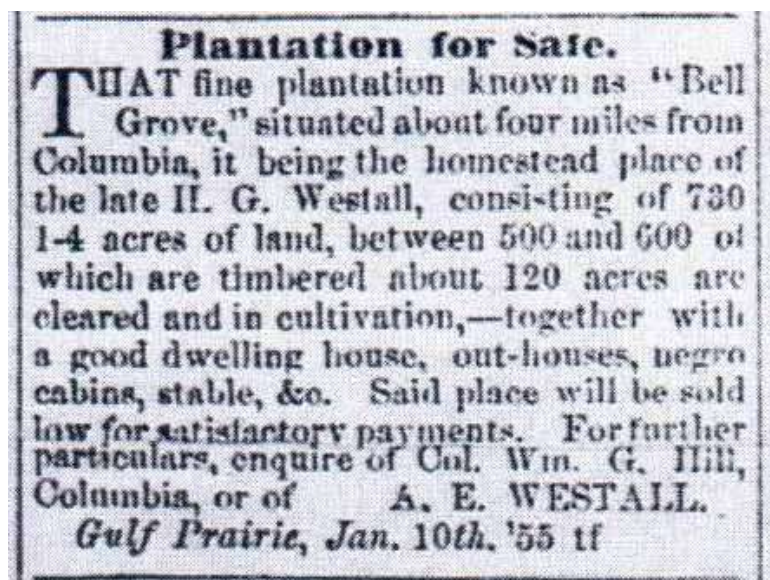 Plantation for Sale.
THAT fine plantation known as "Bell
Grove," situated about four miles from
Columbia, it being the homestead place of
the late H. G. Westall, consisting of 730
1-4 acres of land, between 500 and 600 of
which are timbered about 120 acres are
cleared and in cultivation,—together with
a good dwelling house, out-houses, negro
cabins, stable, &c. Said place will be sold
low for satisfactory payments. For further
particulars, enquire of Col. Wm. G. Hill,
Columbia, or of A. E. WESTALL.
Gulf Prairie, Jan. 10th. '55 tf